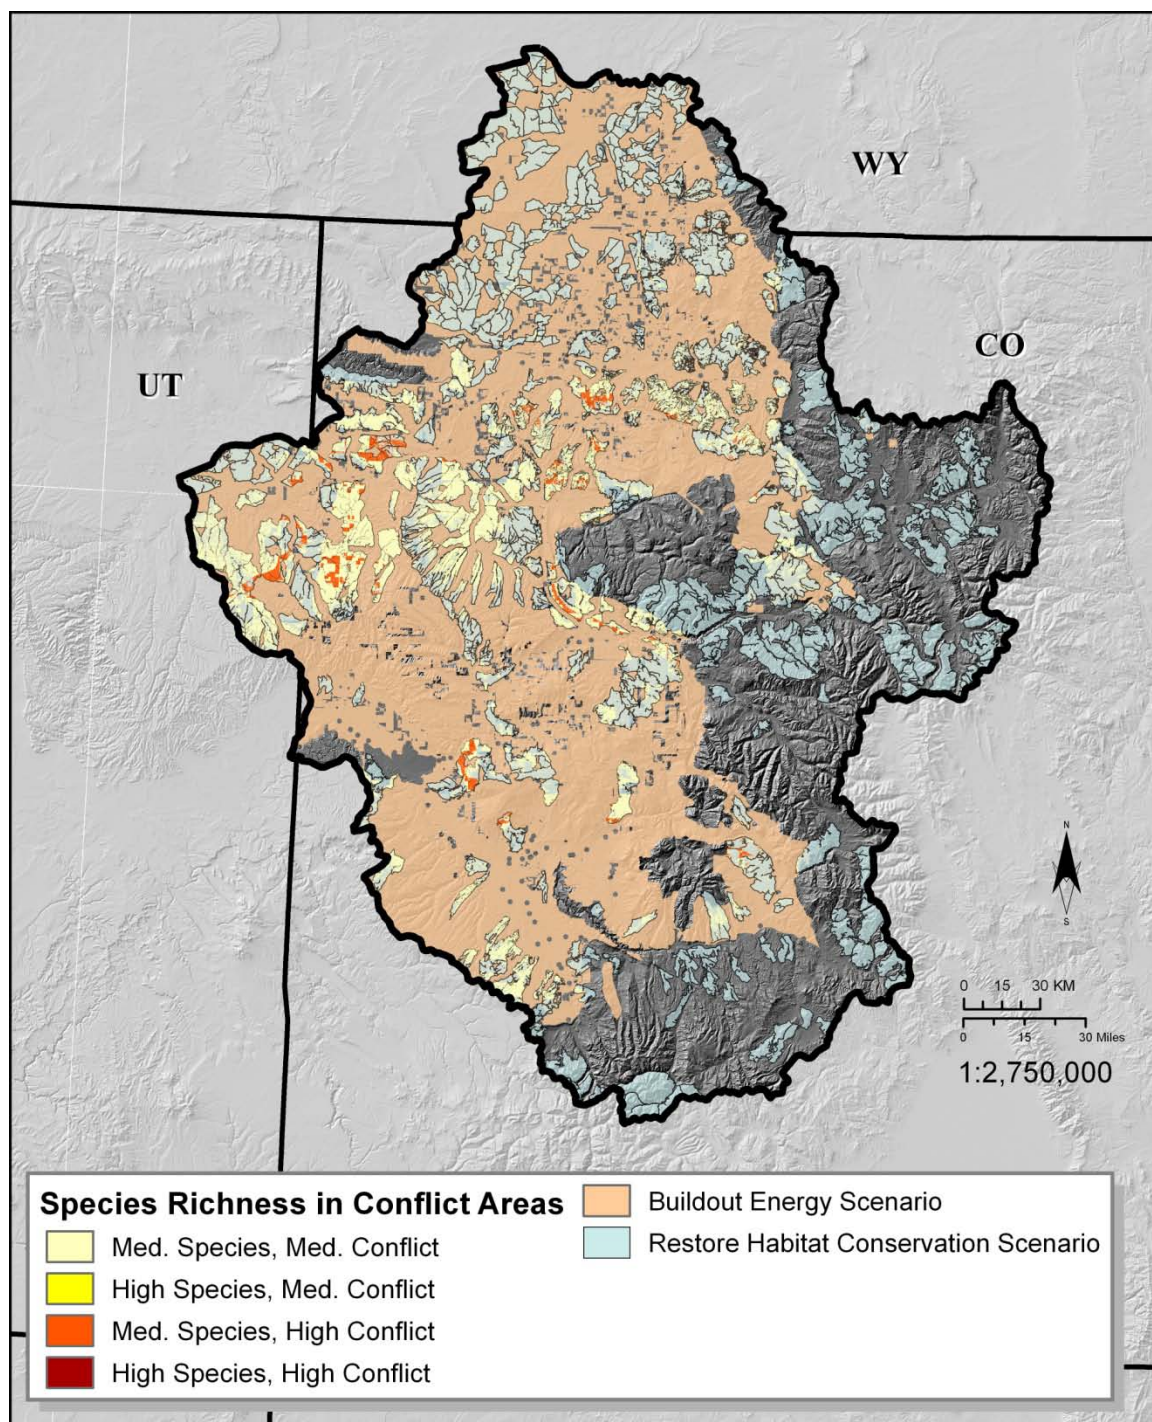 WY
CO
UT
N
S
0 15 30 KM
0 15 30 Miles
1:2,750,000
Species Richness in Conflict Areas
Med. Species, Med. Conflict
High Species, Med. Conflict
Med. Species, High Conflict
High Species, High Conflict
Buildout Energy Scenario
Restore Habitat Conservation Scenario